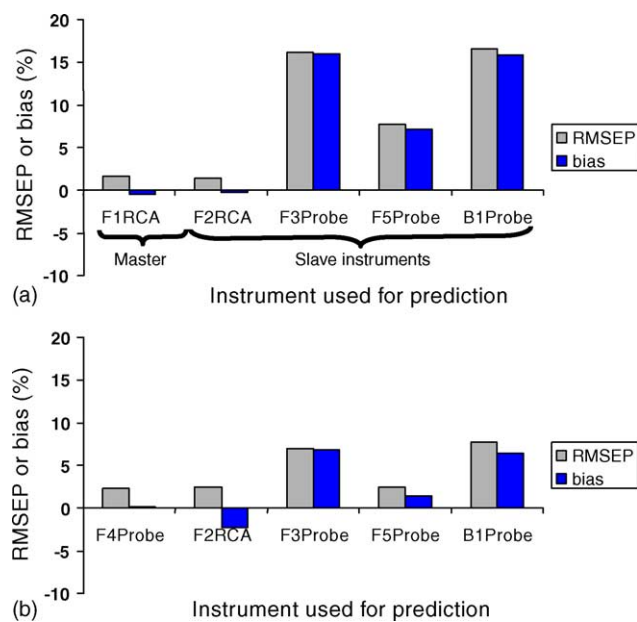 (a)
RMSEP or bias (%)
20
15
10
5
0
-5
-10
F1RCA F2RCA F3Probe F5Probe B1Probe
Master Slave instruments
Instrument used for prediction
RMSEP
bias
(b)
RMSEP or bias (%)
20
15
10
5
0
-5
-10
F4Probe F2RCA F3Probe F5Probe B1Probe
Instrument used for prediction
RMSEP
bias